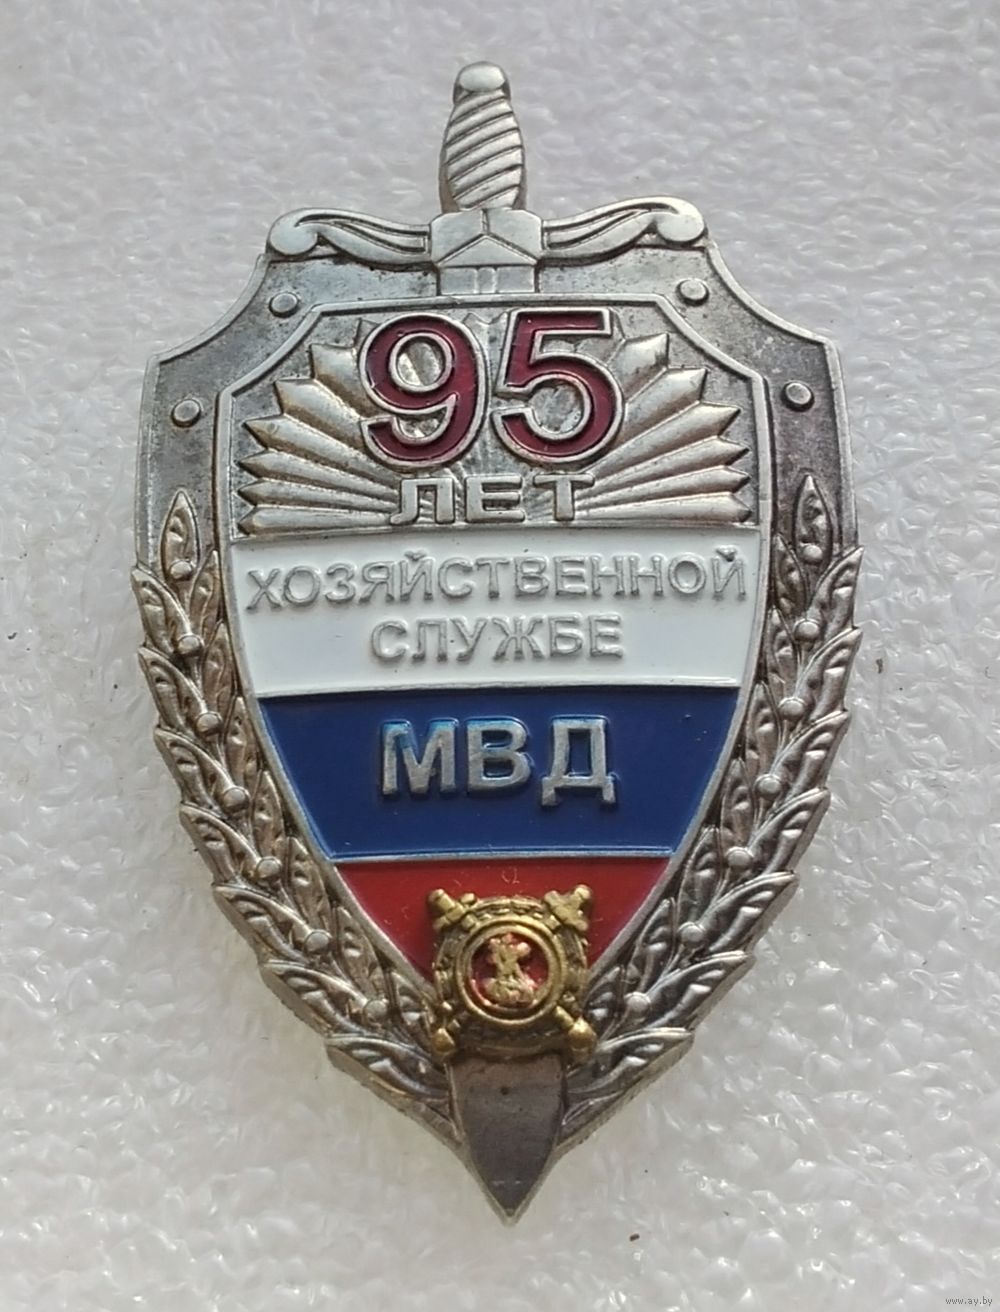 95
ЛЕТ
ХОЗЯЙСТВЕННОЙ
СЛУЖБЕ
МВД
www.ay.by